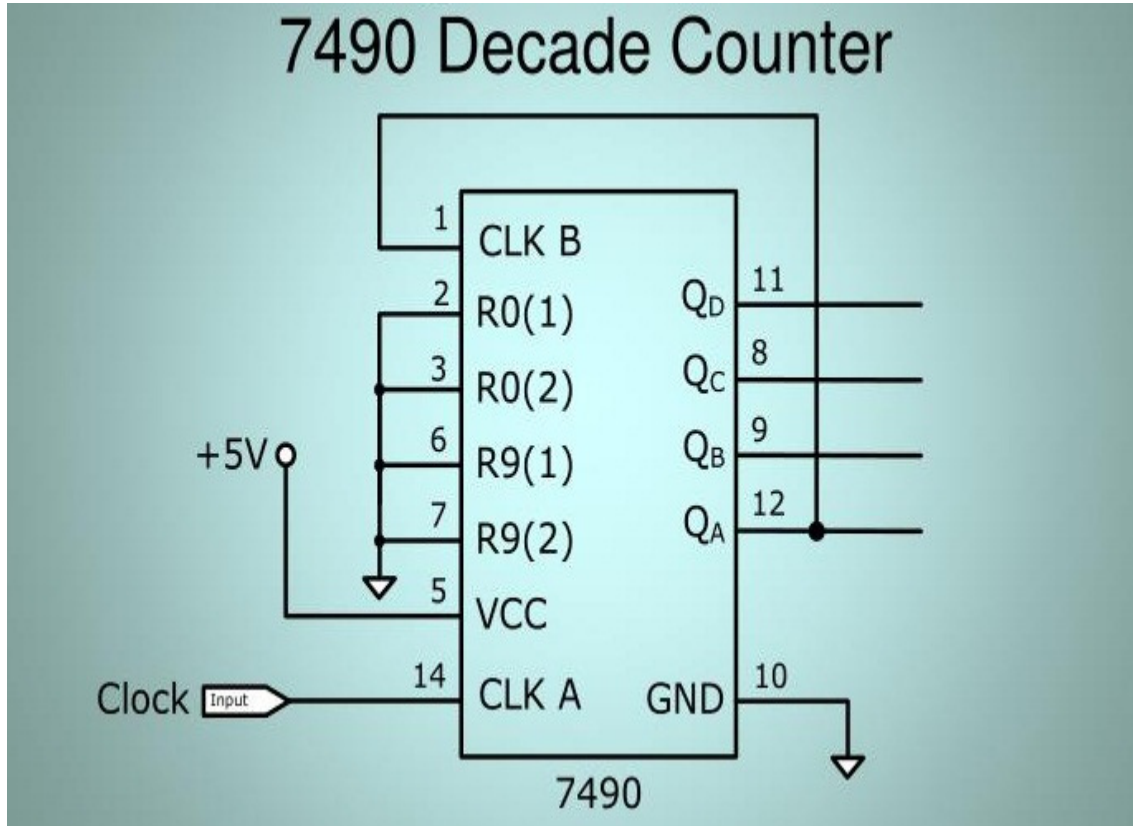 7490 Decade Counter
1
CLK B
2
R0(1)
3
R0(2)
6
R9(1)
7
R9(2)
5
VCC
14
CLK A
+5V
Clock
Input
QD
11
QC
8
QB
9
QA
12
GND
10
7490